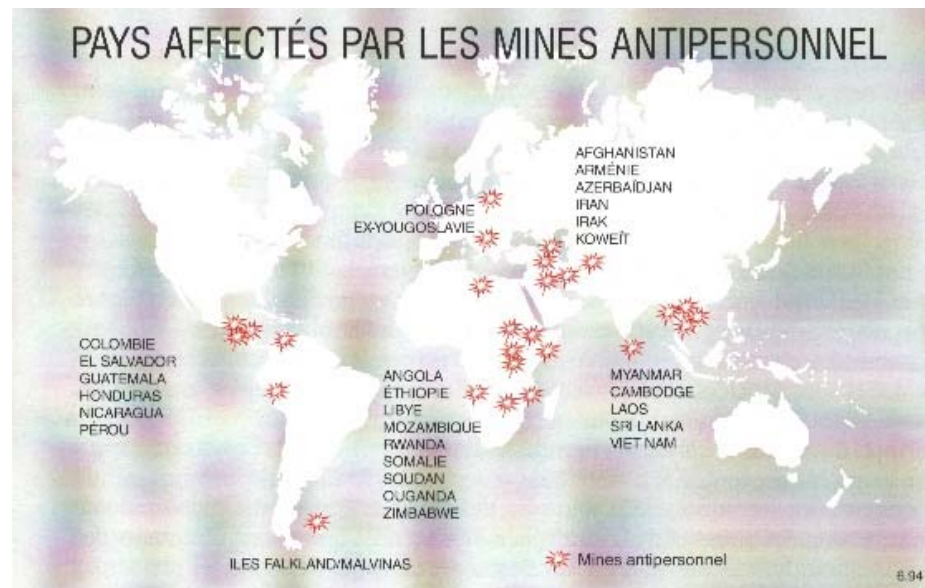 PAYS AFFECTÉS PAR LES MINES ANTIPERSONNEL
AFGHANISTAN
ARMÉNIE
AZERBAÏDJAN
IRAN
IRAK
KOWEÏT
POLOGNE
EX-YOUGOSLAVIE
COLOMBIE
EL SALVADOR
GUATEMALA
HONDURAS
NICARAGUA
PÉROU
ANGOLA
ÉTHIOPIE
LIBYE
MOZAMBIQUE
RWANDA
SOMALIE
SOUDAN
OUGANDA
ZIMBABWE
MYANMAR
CAMBODGE
LAOS
SRI LANKA
VIET NAM
ILES FALKLAND/MALVINAS
Mines antipersonnel
6.94